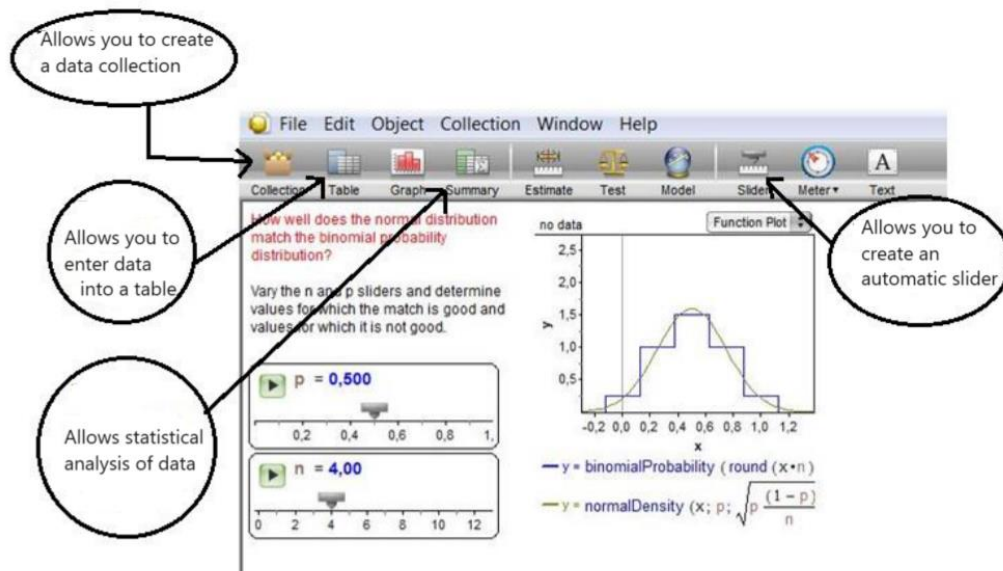 Allows you to create
a data collection
File Edit Object Collection Window Help
Collection Table Graph Summary Estimate Test Model Slider Meter Text
Allows you to
enter data
into a table
Allows statistical
analysis of data
Allows you to
create an
automatic slider
How well does the normal distribution
match the binomial probability
distribution?
Vary the n and p sliders and determine
values for which the match is good and
values for which it is not good.
p = 0,500
0,2 0,4 0,6 0,8 1,
n = 4,00
0 2 4 6 8 10 12
no data
Function Plot
2,5
2,0
1,5
1,0
0,5
y
-0,2 0,0 0,2 0,4 0,6 0,8 1,0 1,2
x
y = binomialProbability (round (x•n)
y = normalDensity (x; p; √p (1 − p)/n